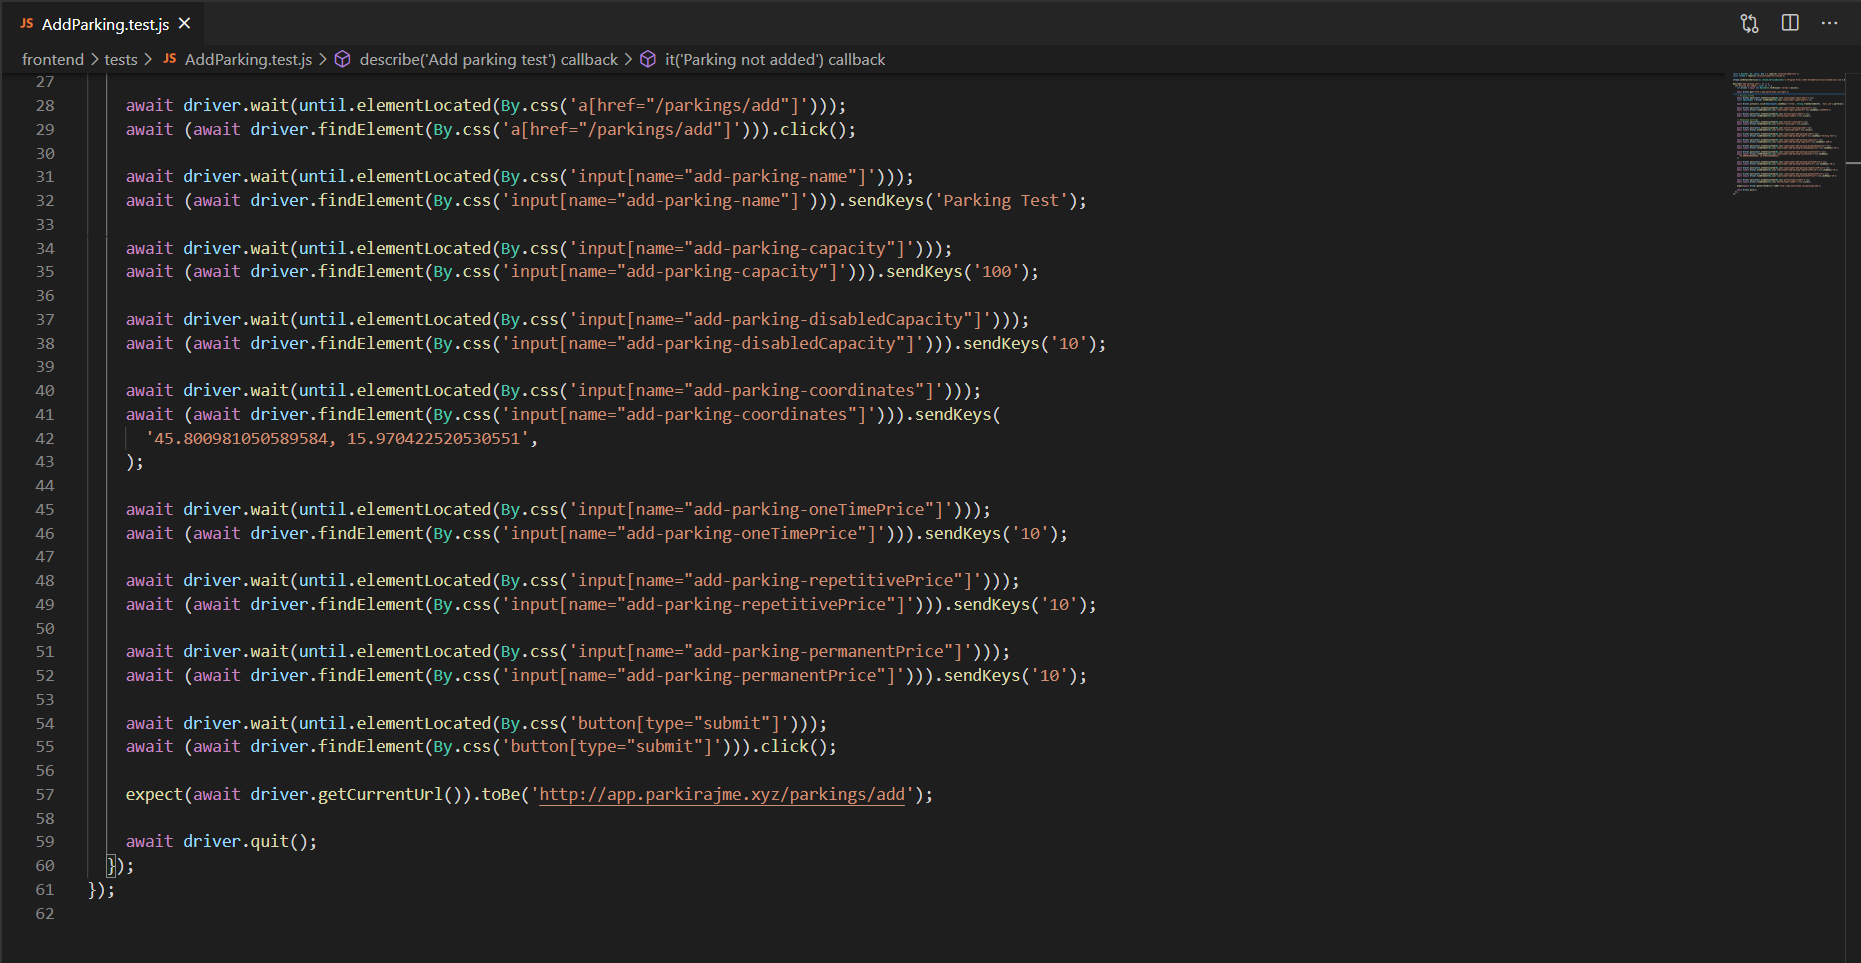 JS AddParking.test.js
frontend > tests > JS AddParking.test.js > describe('Add parking test') callback > it('Parking not added') callback
27
28 await driver.wait(until.elementLocated(By.css('a[href="/parkings/add"]')));
29 await (await driver.findElement(By.css('a[href="/parkings/add"]'))).click();
30
31 await driver.wait(until.elementLocated(By.css('input[name="add-parking-name"]')));
32 await (await driver.findElement(By.css('input[name="add-parking-name"]'))).sendKeys('Parking Test');
33
34 await driver.wait(until.elementLocated(By.css('input[name="add-parking-capacity"]')));
35 await (await driver.findElement(By.css('input[name="add-parking-capacity"]'))).sendKeys('100');
36
37 await driver.wait(until.elementLocated(By.css('input[name="add-parking-disabledCapacity"]')));
38 await (await driver.findElement(By.css('input[name="add-parking-disabledCapacity"]'))).sendKeys('10');
39
40 await driver.wait(until.elementLocated(By.css('input[name="add-parking-coordinates"]')));
41 await (await driver.findElement(By.css('input[name="add-parking-coordinates"]'))).sendKeys(
42 '45.800981050589584, 15.970422520530551',
43 );
44
45 await driver.wait(until.elementLocated(By.css('input[name="add-parking-oneTimePrice"]')));
46 await (await driver.findElement(By.css('input[name="add-parking-oneTimePrice"]'))).sendKeys('10');
47
48 await driver.wait(until.elementLocated(By.css('input[name="add-parking-repetitivePrice"]')));
49 await (await driver.findElement(By.css('input[name="add-parking-repetitivePrice"]'))).sendKeys('10');
50
51 await driver.wait(until.elementLocated(By.css('input[name="add-parking-permanentPrice"]')));
52 await (await driver.findElement(By.css('input[name="add-parking-permanentPrice"]'))).sendKeys('10');
53
54 await driver.wait(until.elementLocated(By.css('button[type="submit"]')));
55 await (await driver.findElement(By.css('button[type="submit"]'))).click();
56
57 expect(await driver.getCurrentUrl()).toBe('http://app.parkirajme.xyz/parkings/add');
58
59 await driver.quit();
60 });
61 });
62